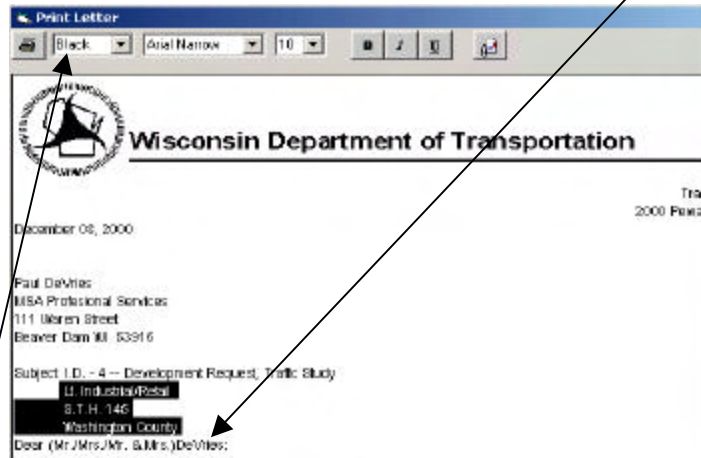 Print Letter
Black Arial Narrow 10 B I U
Wisconsin Department of Transportation
Tra
2000 Pewa
December 08, 2000
Paul DeVries
MSA Profesional Services
111 Warren Street
Beaver Dam WI 53916
Subject I.D. - 4 -- Development Request, Traffic Study
Lt. Industrial/Retail
S.T.H. 145
Washington County
Dear (Mr./Mrs./Mr. & Mrs.)DeVries: